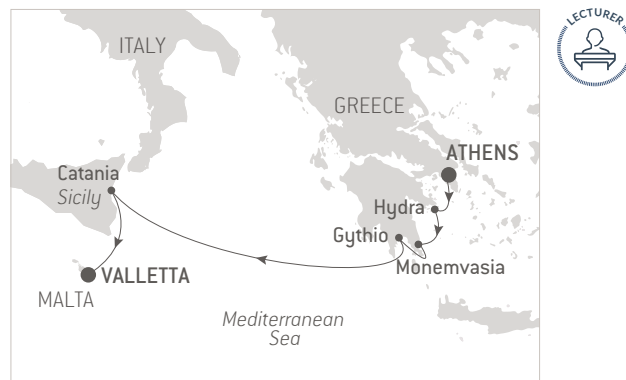 LECTURER
ITALY
GREECE
ATHENS
Catania
Sicily
Hydra
Gythio
Monemvasia
VALLETTA
MALTA
Mediterranean
Sea